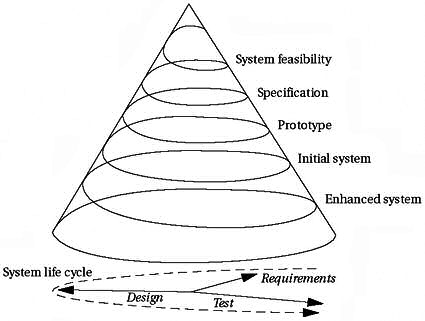 System feasibility
Specification
Prototype
Initial system
Enhanced system
System life cycle
Requirements
Design
Test